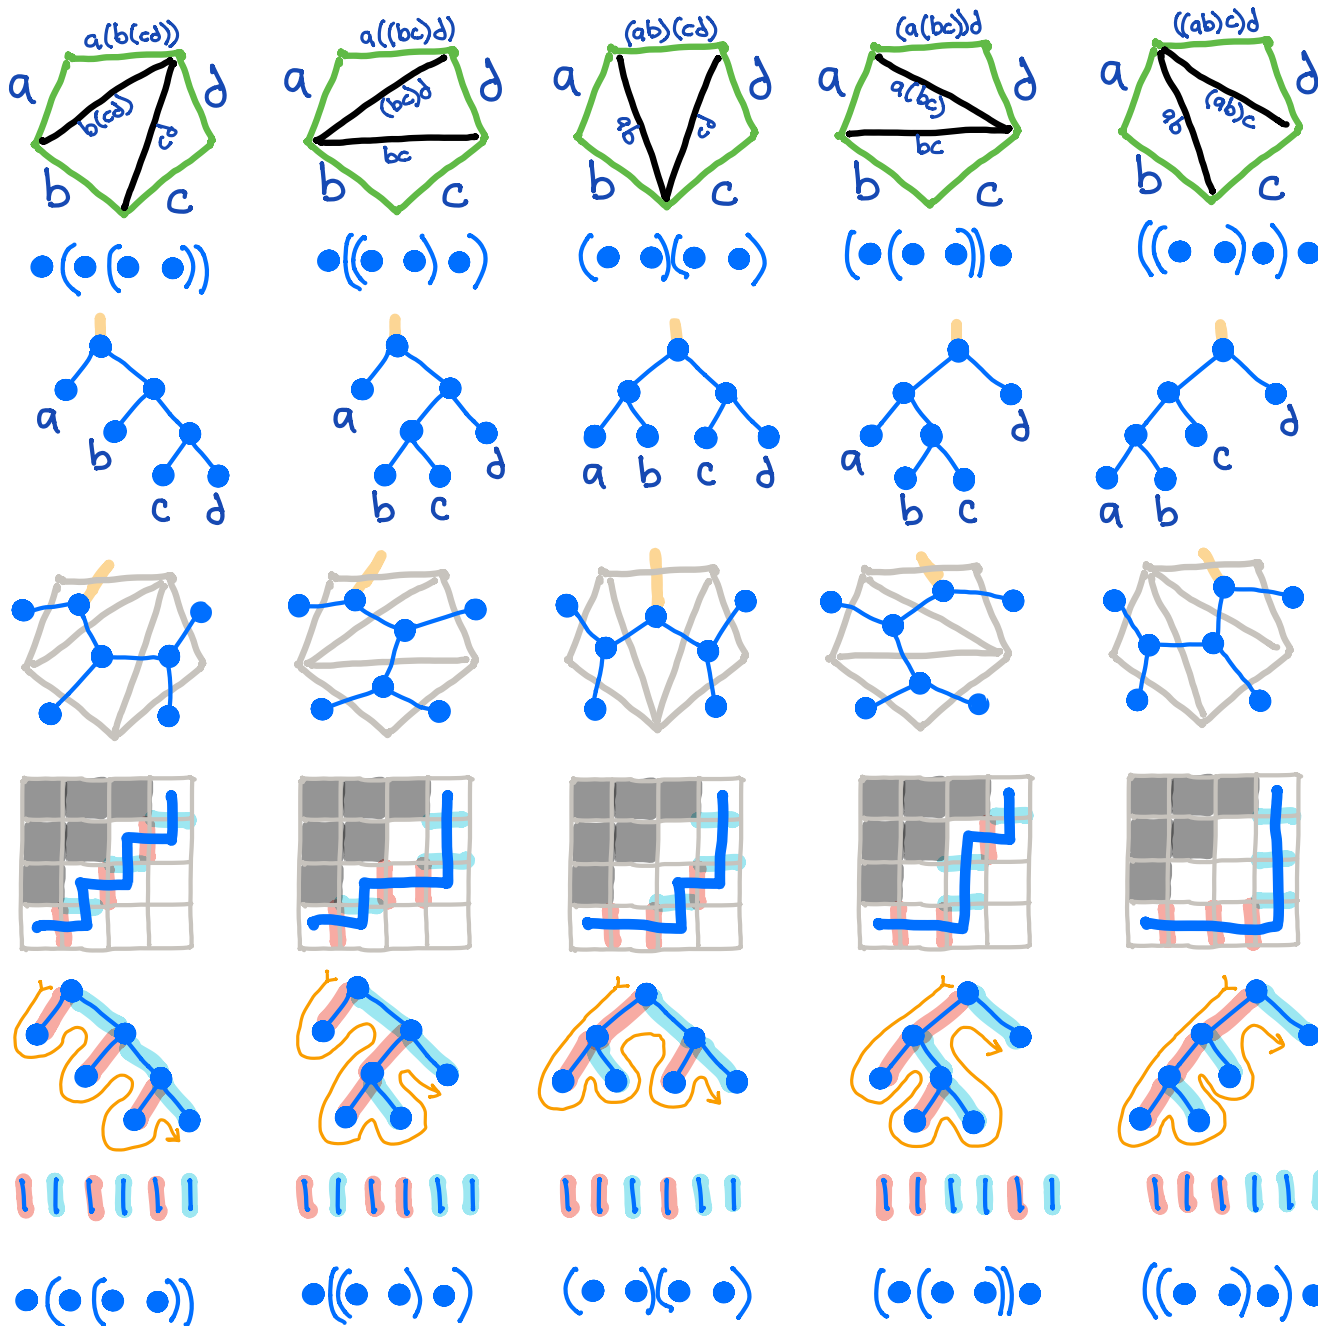 a(b(cd)) a((bc)d) (ab)(cd) (a(bc))d ((ab)c)d
a b(cd) cd d a (bc)d d a ab cd d a a(bc) d a ab (ab)c d
b c b bc c b c b bc c b c
a a d d
b d a c
c d b c a b c d b c a b